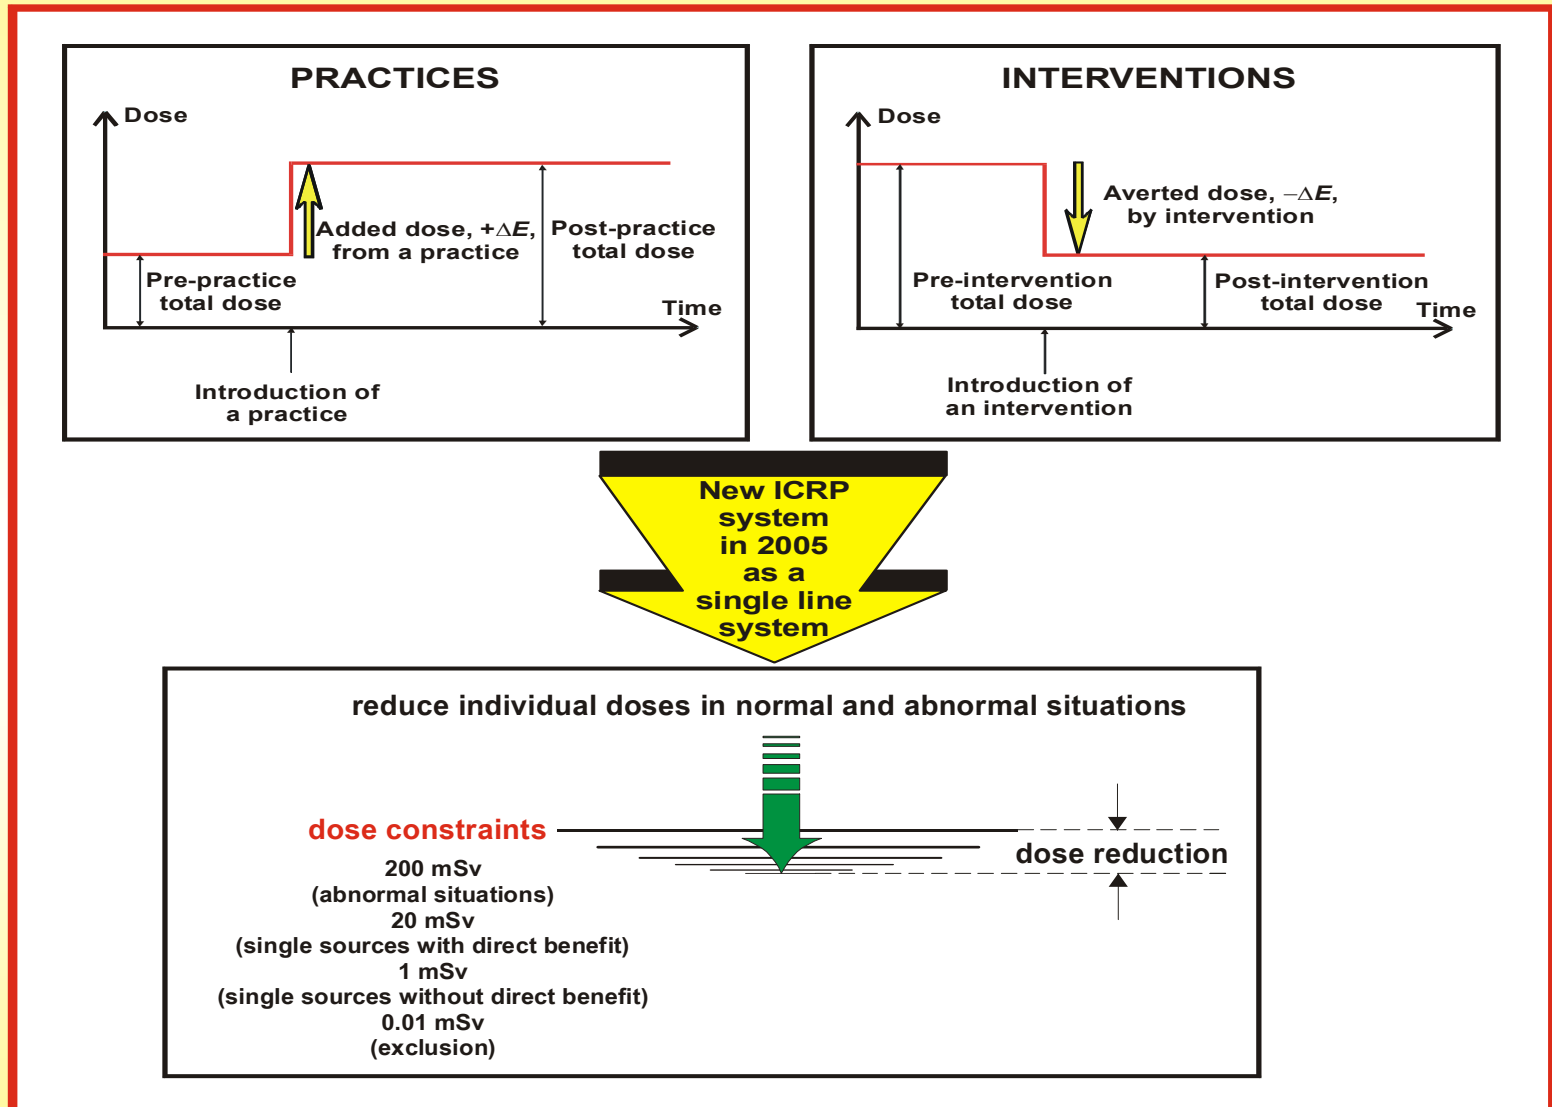 PRACTICES
Dose
Added dose, +ΔE,
from a practice
Post-practice
total dose
Pre-practice
total dose
Time
Introduction of
a practice
INTERVENTIONS
Dose
Averted dose, −ΔE,
by intervention
Pre-intervention
total dose
Post-intervention
total dose
Time
Introduction of
an intervention
New ICRP
system
in 2005
as a
single line
system
reduce individual doses in normal and abnormal situations
dose constraints
dose reduction
200 mSv
(abnormal situations)
20 mSv
(single sources with direct benefit)
1 mSv
(single sources without direct benefit)
0.01 mSv
(exclusion)